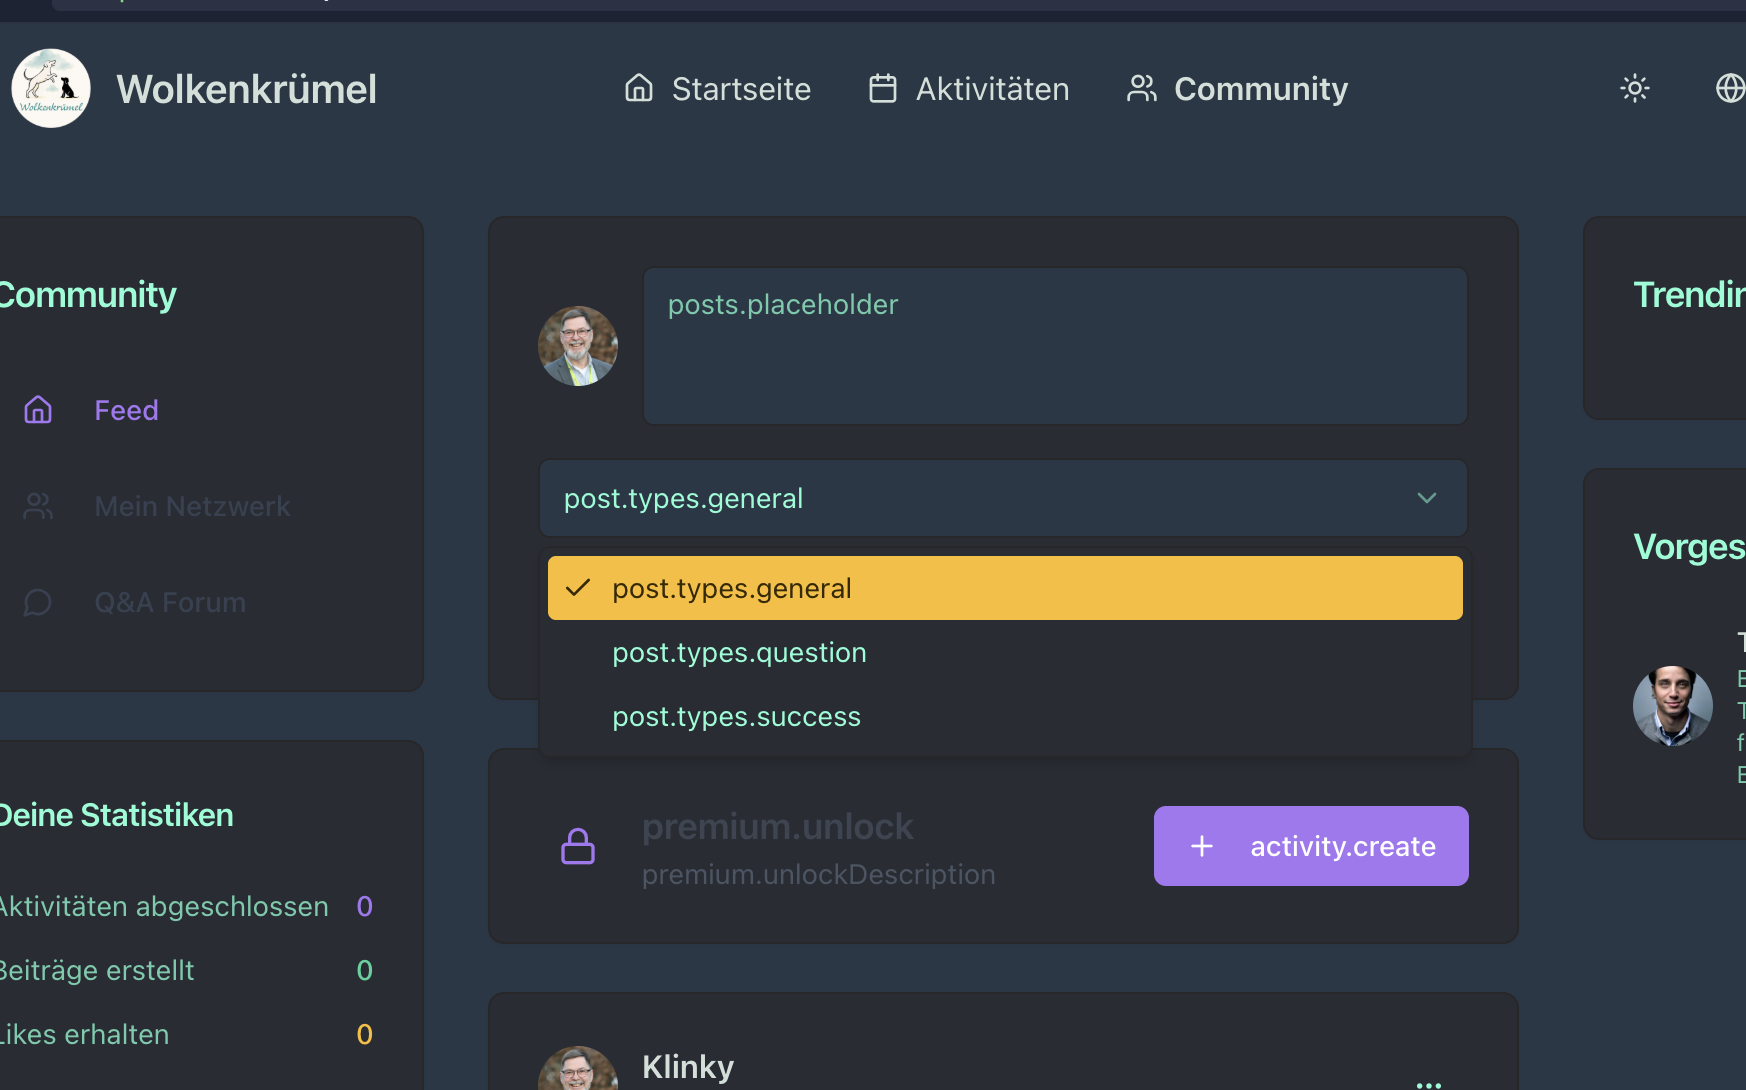 Wolkenkrümel
Wolkenkrümel
Startseite
Aktivitäten
Community
Community
Feed
Mein Netzwerk
Q&A Forum
Deine Statistiken
Aktivitäten abgeschlossen 0
Beiträge erstellt 0
Likes erhalten 0
posts.placeholder
post.types.general
post.types.general
post.types.question
post.types.success
premium.unlock
premium.unlockDescription
activity.create
Klinky